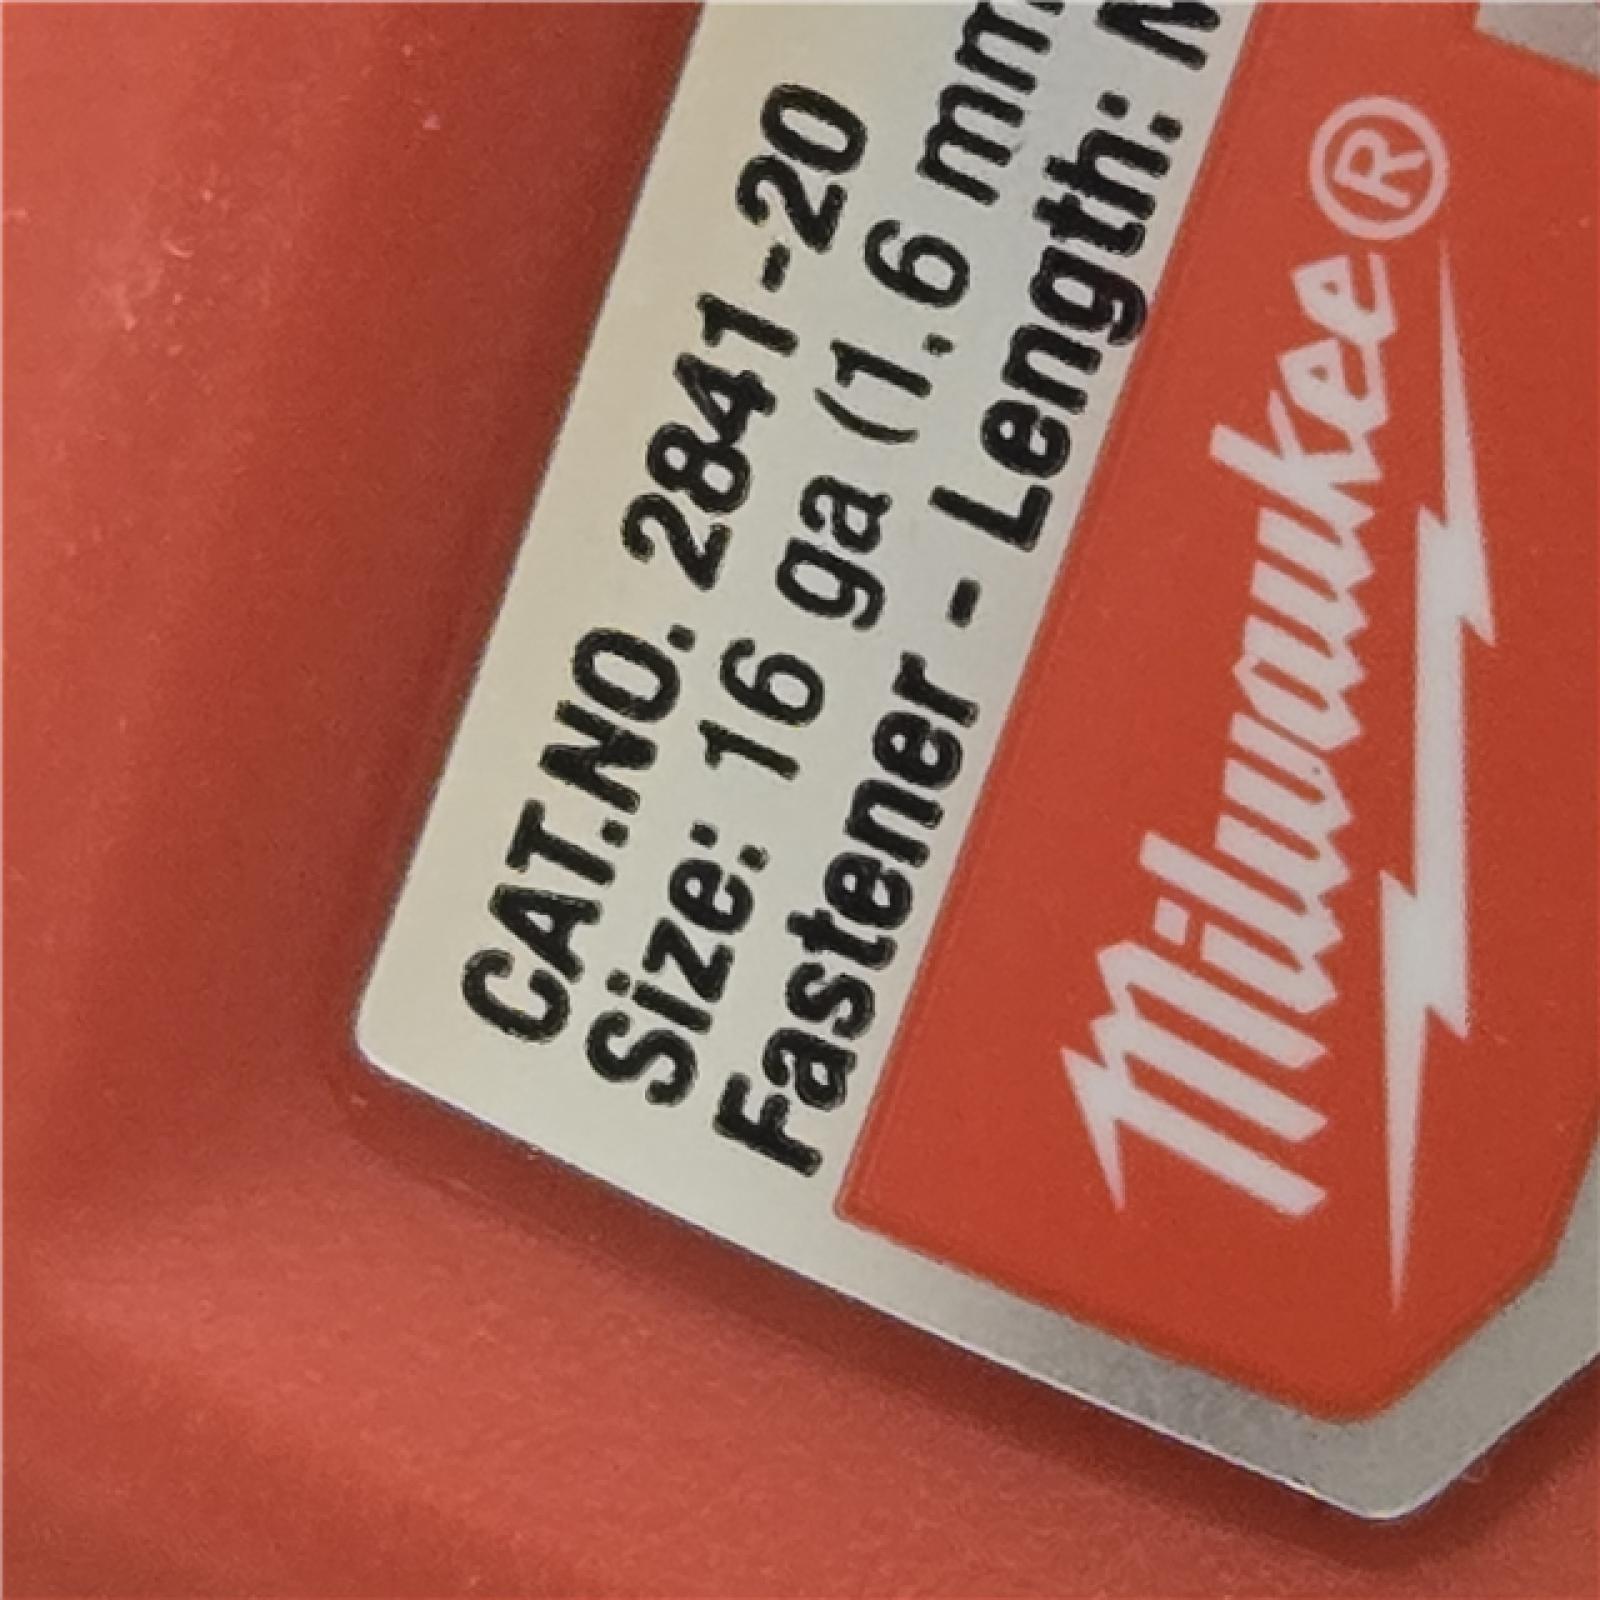 CAT.NO. 2841-20
Size: 16 ga (1.6 mm
Fastener - Length:
Milwaukee®